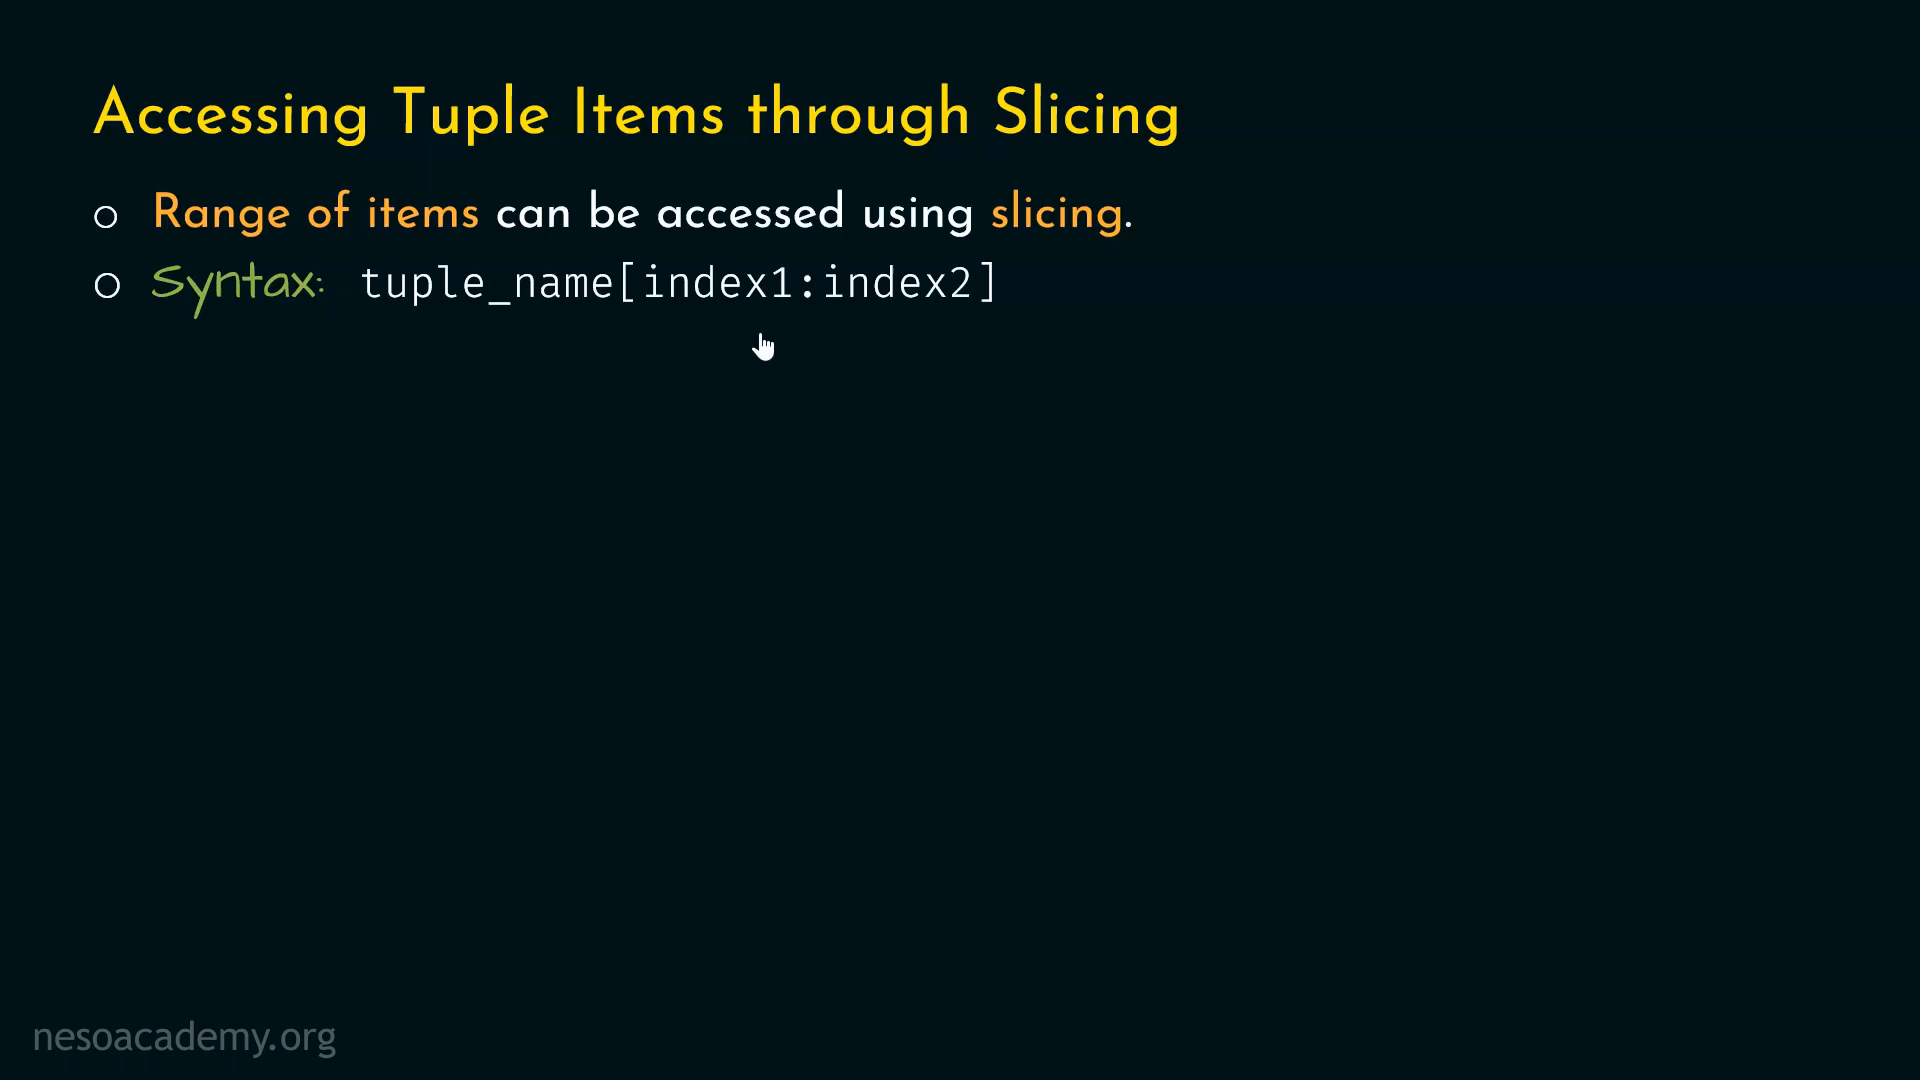 Accessing Tuple Items through Slicing
Range of items can be accessed using slicing.
Syntax: tuple_name[index1:index2]
nesoacademy.org